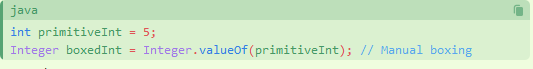 java
int primitiveInt = 5;
Integer boxedInt = Integer.valueOf(primitiveInt); // Manual boxing